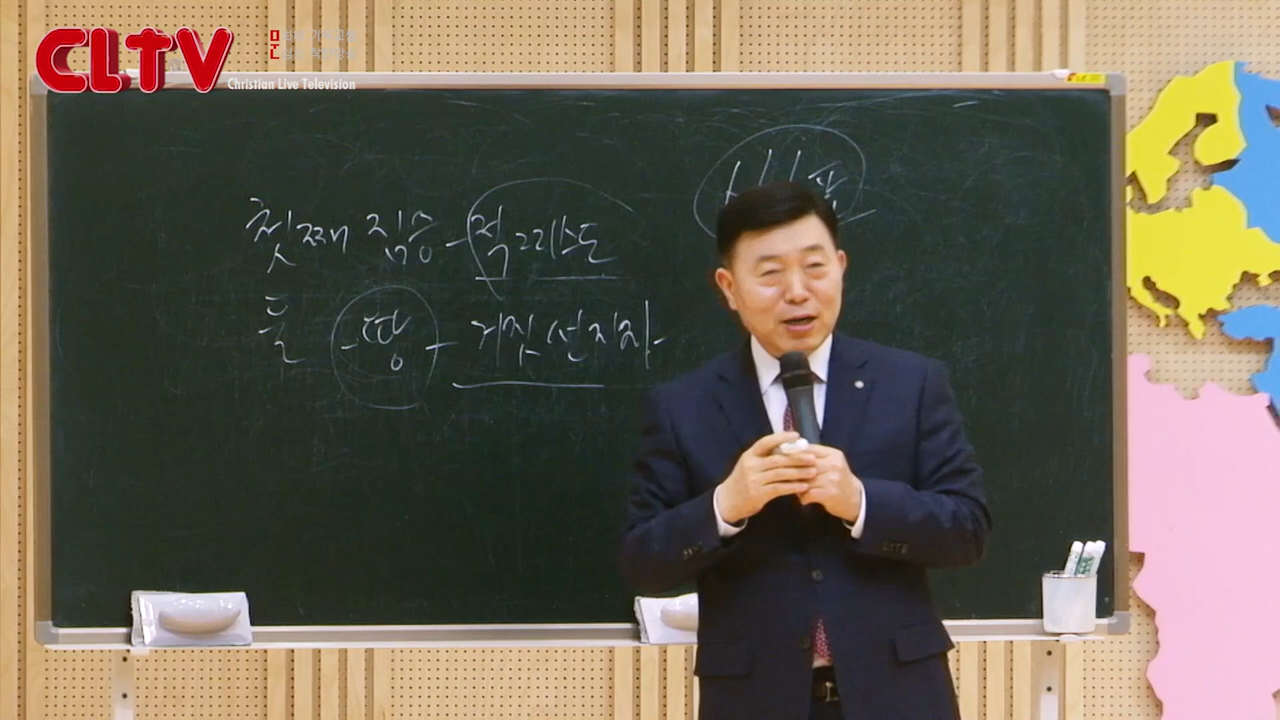 CLTV
Christian Live Television
첫째 짐승 - 적그리스도
둘 - 땅 - 거짓 선지자 -